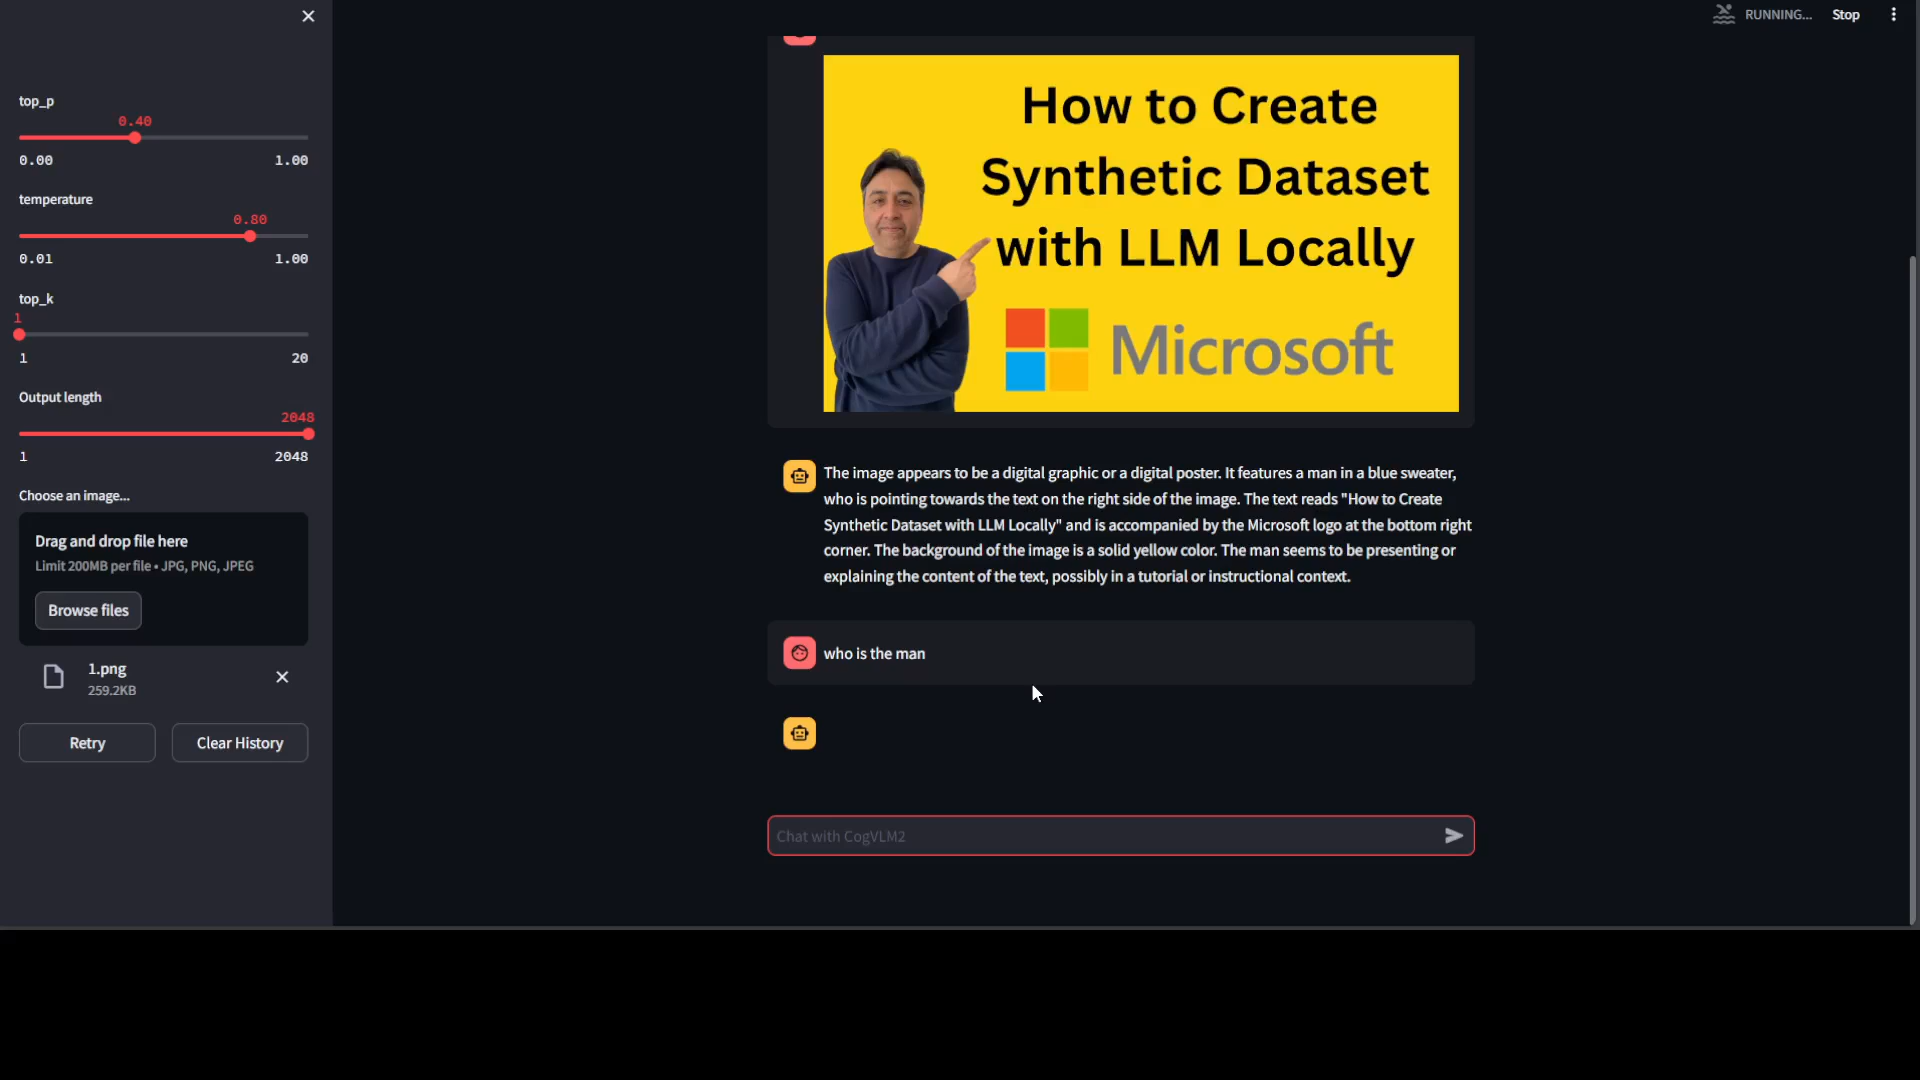 RUNNING...
Stop
top_p
0.40
0.00
1.00
temperature
0.80
0.01
1.00
top_k
1
1
20
Output length
2048
1
2048
Choose an image...
Drag and drop file here
Limit 200MB per file • JPG, PNG, JPEG
Browse files
1.png
259.2KB
Retry
Clear History
How to Create
Synthetic Dataset
with LLM Locally
Microsoft
The image appears to be a digital graphic or a digital poster. It features a man in a blue sweater,
who is pointing towards the text on the right side of the image. The text reads "How to Create
Synthetic Dataset with LLM Locally" and is accompanied by the Microsoft logo at the bottom right
corner. The background of the image is a solid yellow color. The man seems to be presenting or
explaining the content of the text, possibly in a tutorial or instructional context.
who is the man
Chat with CogVLM2